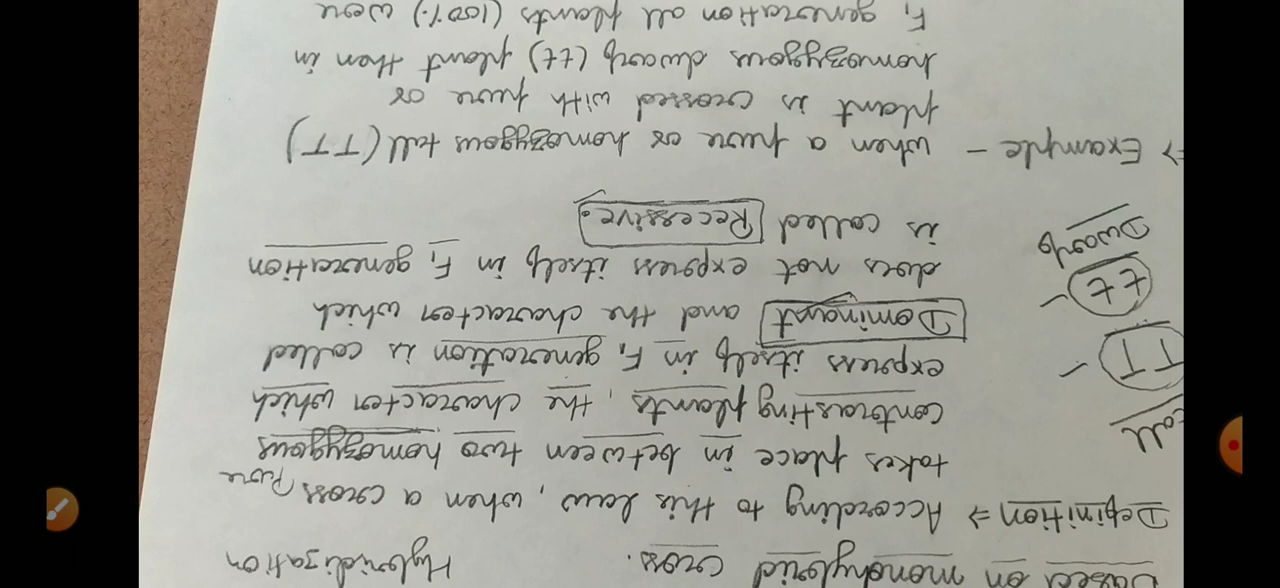 Based on monohybrid cross. Hybridization
Definition ⇒ According to this law, when a cross
Pure
takes place in between two homozygous
contrasting plants, the character which
express itself in F1 generation is called
Dominant and the character which
does not express itself in F1 generation
is called Recessive.
Tall
TT -
tt -
Dwarf
⇒ Example - when a pure or homozygous tall (TT)
plant is crossed with pure or
homozygous dwarf (tt) plant then in
F1 generation all plants (100%) were